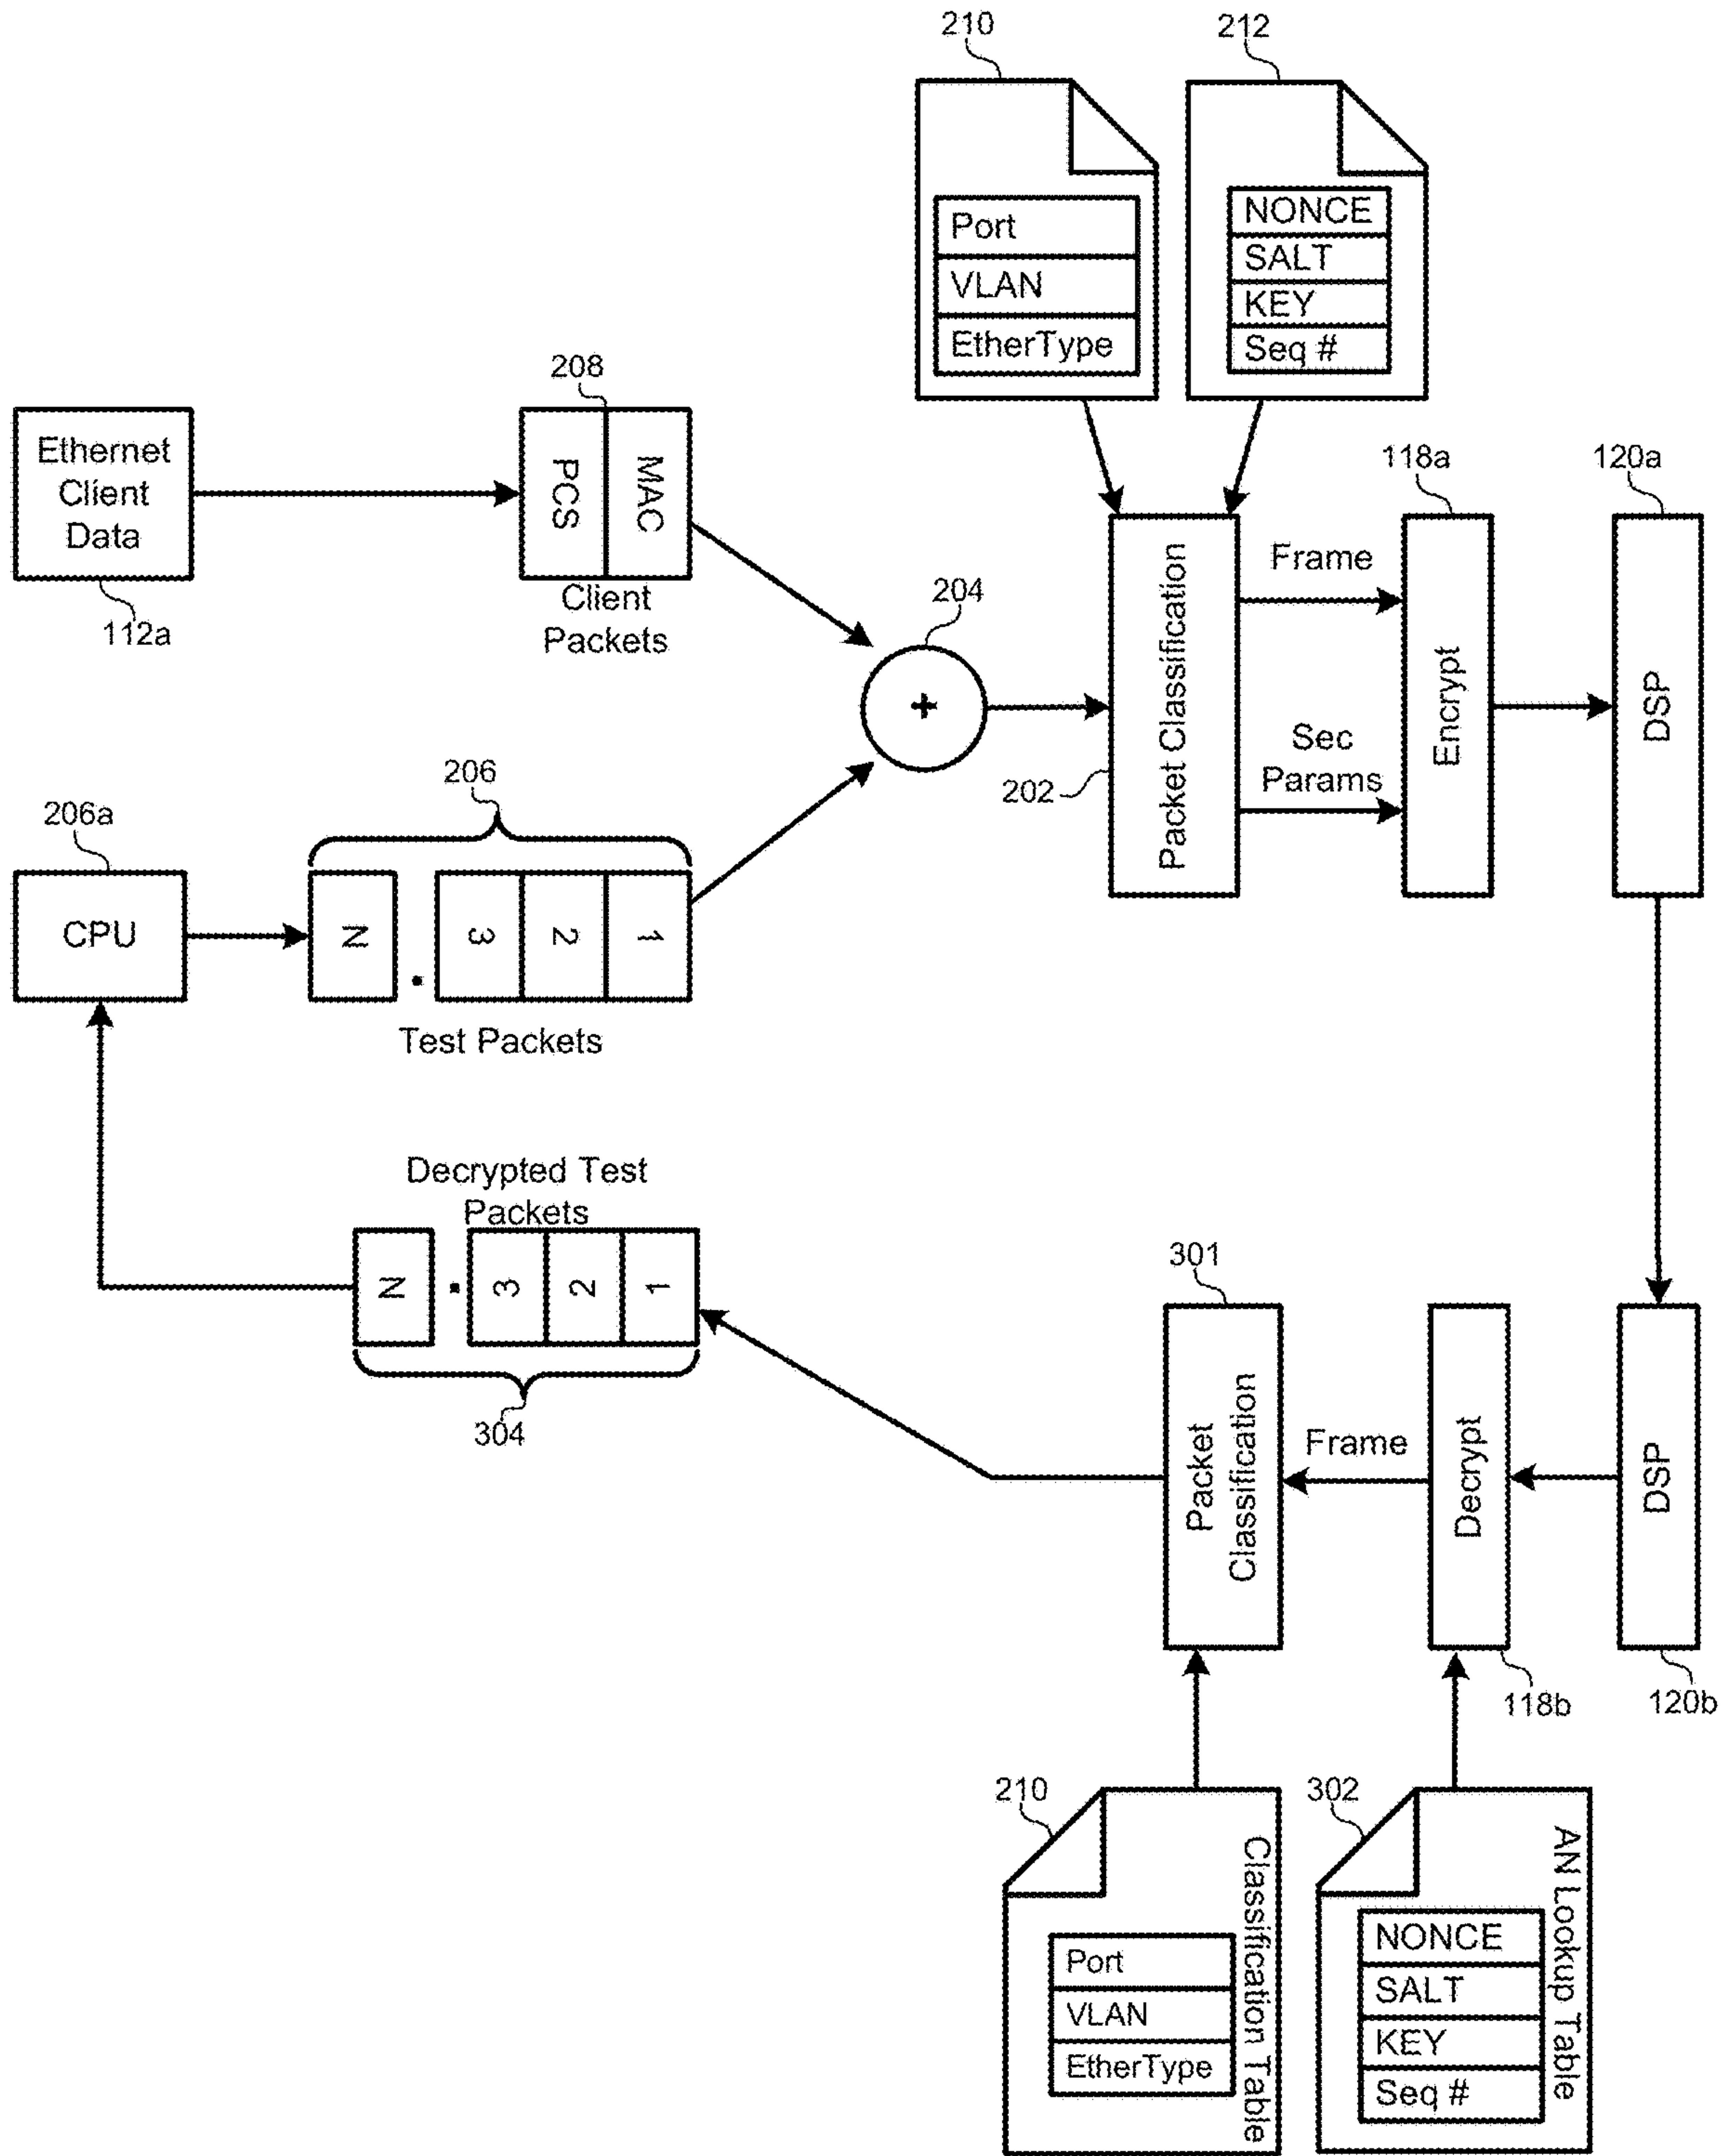 210
212
Port
VLAN
EtherType
NONCE
SALT
KEY
Seq #
208
Ethernet
Client
Data
112a
PCS
MAC
Client
Packets
204
+
118a
120a
Packet Classification
202
Frame
Sec
Params
Encrypt
DSP
206
206a
CPU
N
.
3
2
1
Test Packets
Decrypted Test
Packets
N
.
3
2
1
304
301
Packet
Classification
Frame
Decrypt
DSP
118b
120b
210
302
Classification Table
Port
VLAN
EtherType
AN Lookup Table
NONCE
SALT
KEY
Seq #